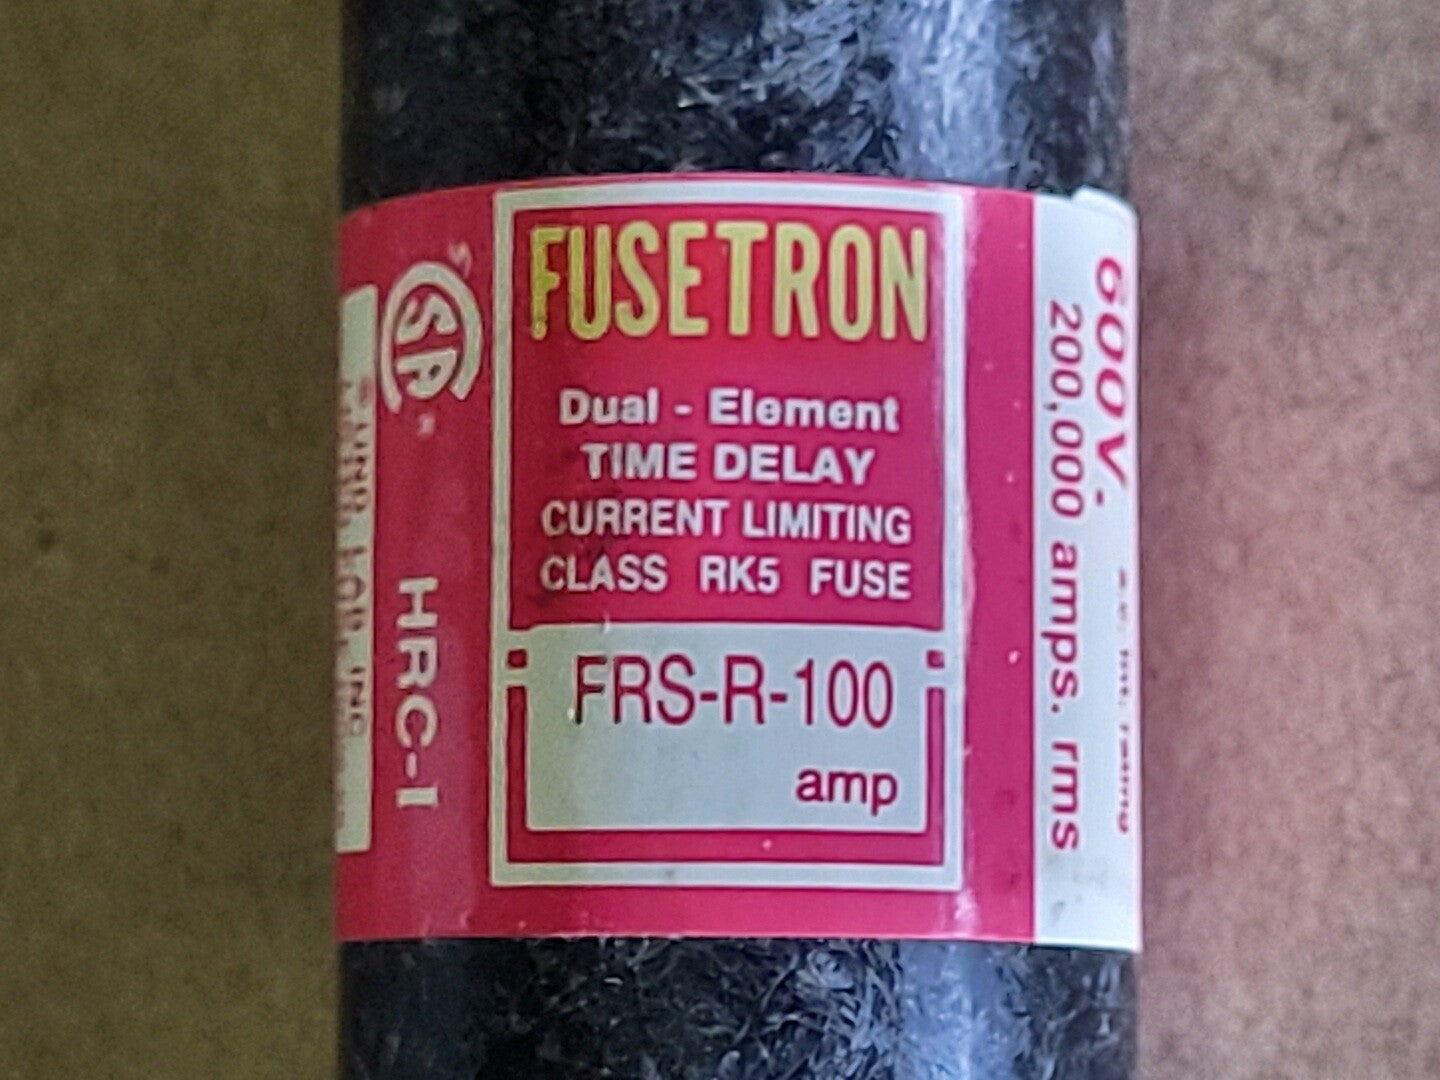 FUSETRON
Dual - Element
TIME DELAY
CURRENT LIMITING
CLASS RK5 FUSE
FRS-R-100
amp
HRC-I
600V.
200,000 amps. rms